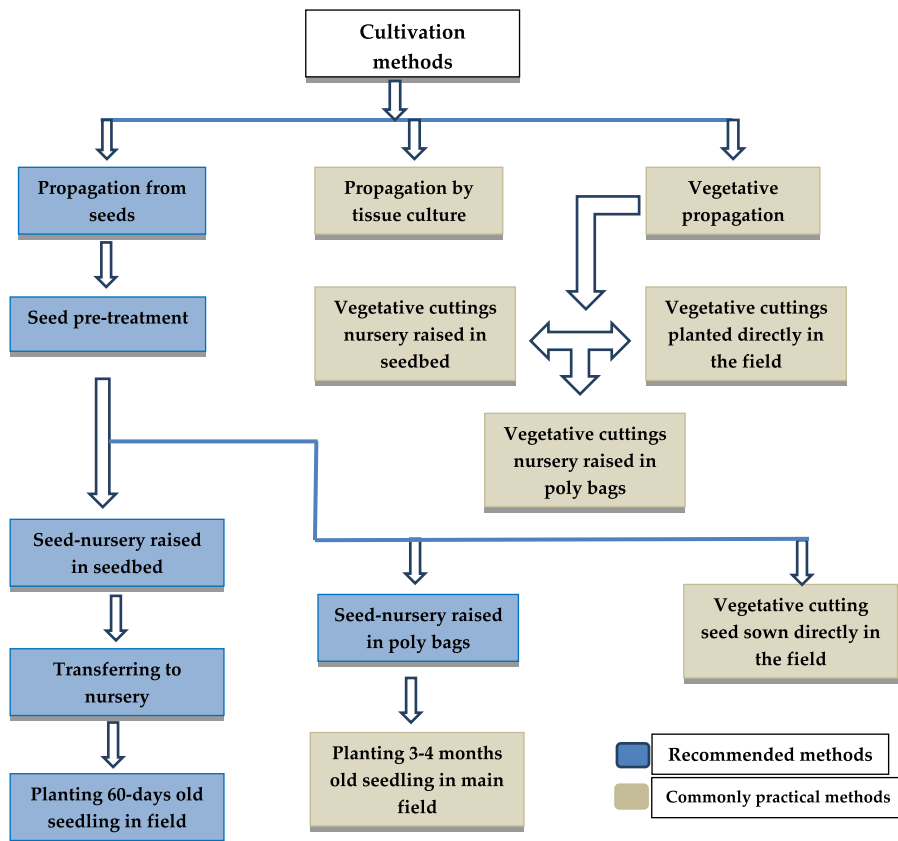 Cultivation
methods
Propagation from
seeds
Propagation by
tissue culture
Vegetative
propagation
Seed pre-treatment
Vegetative cuttings
nursery raised in
seedbed
Vegetative cuttings
planted directly in
the field
Vegetative cuttings
nursery raised in
poly bags
Seed-nursery raised
in seedbed
Seed-nursery raised
in poly bags
Vegetative cutting
seed sown directly in
the field
Transferring to
nursery
Planting 3-4 months
old seedling in main
field
Planting 60-days old
seedling in field
Recommended methods
Commonly practical methods